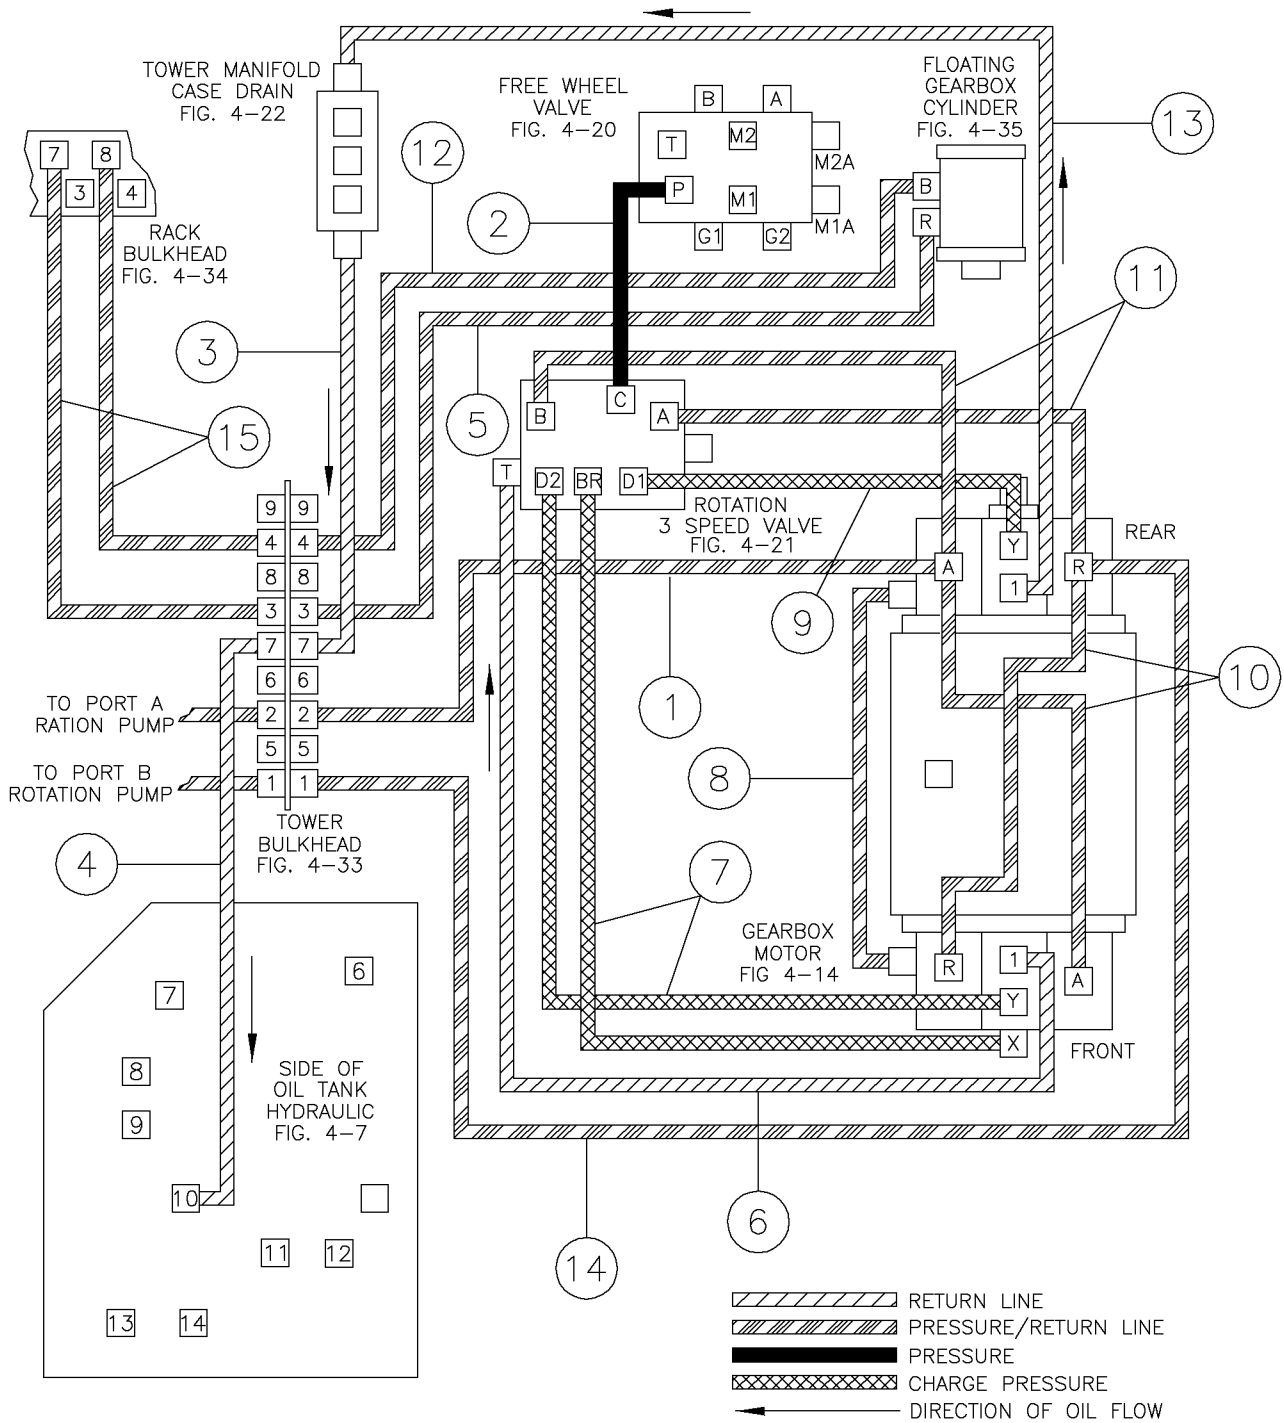 TOWER MANIFOLD
CASE DRAIN
FIG. 4-22
FREE WHEEL
VALVE
FIG. 4-20
B
A
T
M2
M2A
P
M1
M1A
G1
G2
FLOATING
GEARBOX
CYLINDER
FIG. 4-35
B
R
13
12
2
7
8
3
4
RACK
BULKHEAD
FIG. 4-34
11
3
15
5
B
C
A
T
D2
BR
D1
ROTATION
3 SPEED VALVE
FIG. 4-21
Y
REAR
A
R
1
9
9 9
4 4
8 8
3 3
7 7
6 6
2 2
5 5
1 1
TO PORT A
RATION PUMP
TO PORT B
ROTATION PUMP
TOWER
BULKHEAD
FIG. 4-33
1
10
8
4
7
GEARBOX
MOTOR
FIG 4-14
R
1
A
Y
X
FRONT
6
7
8
9
SIDE OF
OIL TANK
HYDRAULIC
FIG. 4-7
10
11
12
13
14
6
14
RETURN LINE
PRESSURE/RETURN LINE
PRESSURE
CHARGE PRESSURE
DIRECTION OF OIL FLOW